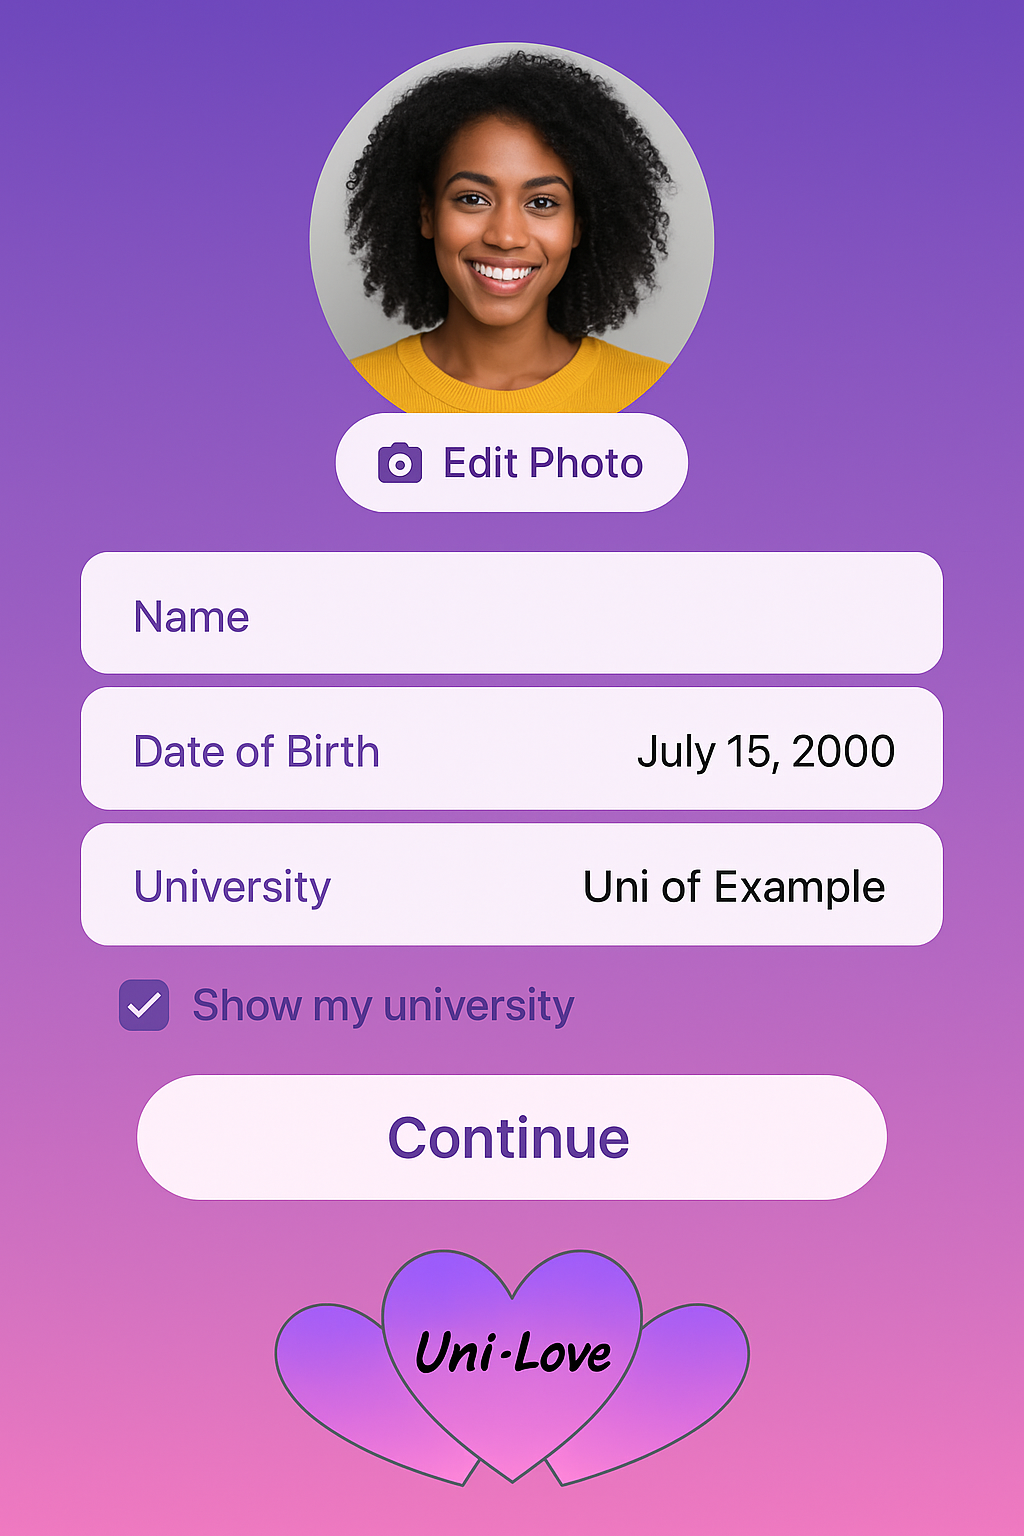 Edit Photo
Name
Date of Birth July 15, 2000
University Uni of Example
Show my university
Continue
Uni·Love